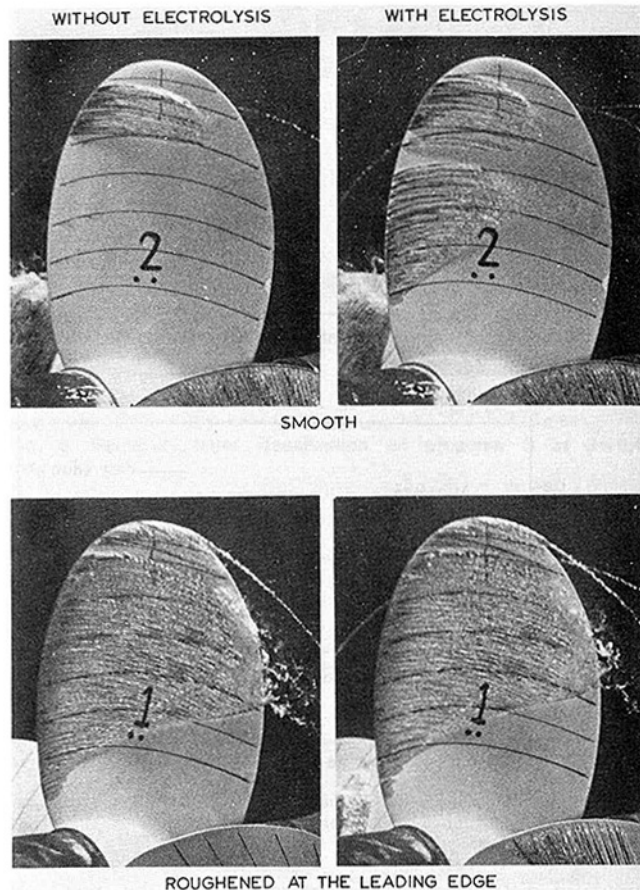 WITHOUT ELECTROLYSIS
WITH ELECTROLYSIS
2
2
SMOOTH
1
1
ROUGHENED AT THE LEADING EDGE